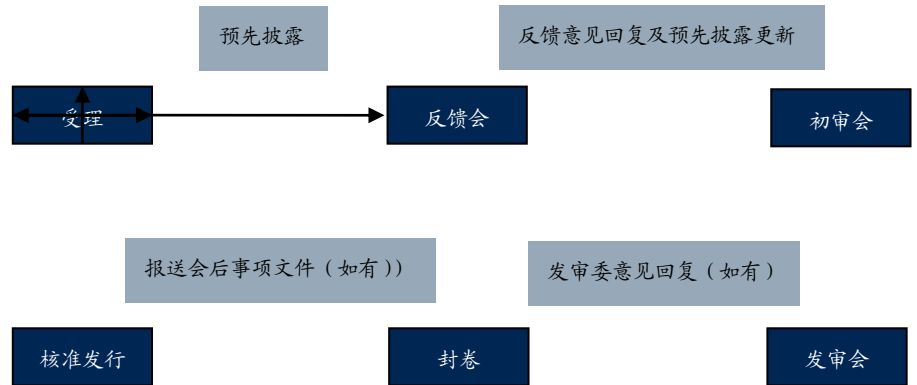 预先披露
反馈意见回复及预先披露更新
受理
反馈会
初审会
报送会后事项文件（如有））
发审委意见回复（如有）
核准发行
封卷
发审会